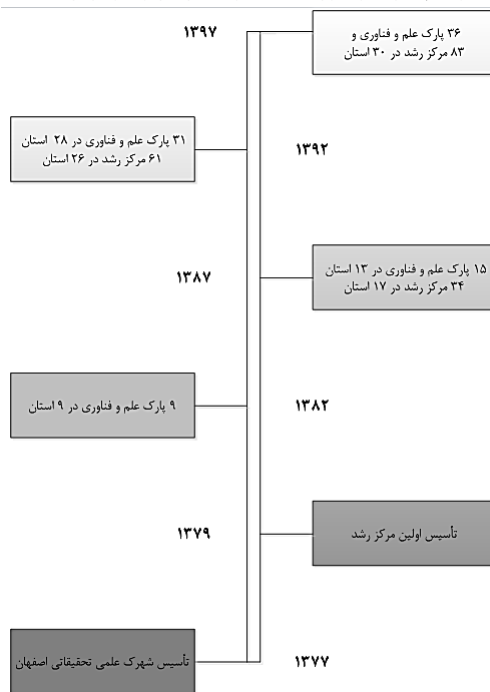 ۱۳۹۷
۳۶ پارک علم و فناوری و
۸۳ مرکز رشد در ۳۰ استان
۳۱ پارک علم و فناوری در ۲۸ استان
۶۱ مرکز رشد در ۲۶ استان
۱۳۹۲
۱۳۸۷
۱۵ پارک علم و فناوری در ۱۳ استان
۳۴ مرکز رشد در ۱۷ استان
۹ پارک علم و فناوری در ۹ استان
۱۳۸۲
۱۳۷۹
تأسیس اولین مرکز رشد
تأسیس شهرک علمی تحقیقاتی اصفهان
۱۳۷۷